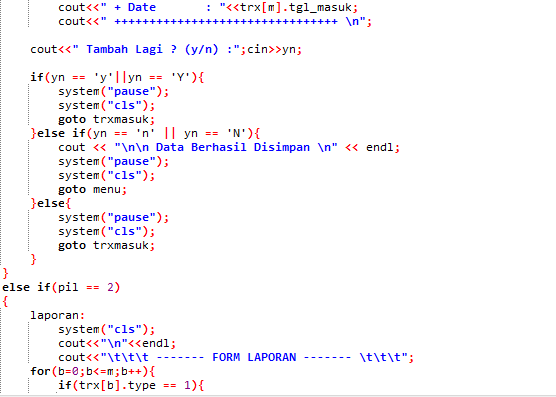 cout<<" + Date       : "<<trx[m].tgl_masuk;
cout<<" ++++++++++++++++++++++++++++++++ \n";
cout<<" Tambah Lagi ? (y/n) :";cin>>yn;
if(yn == 'y'||yn == 'Y'){
system("pause");
system("cls");
goto trxmasuk;
}else if(yn == 'n' || yn == 'N'){
cout << "\n\n Data Berhasil Disimpan \n" << endl;
system("pause");
system("cls");
goto menu;
}else{
system("pause");
system("cls");
goto trxmasuk;
}
}
else if(pil == 2)
{
laporan:
system("cls");
cout<<"\n"<<endl;
cout<<"\t\t\t ------- FORM LAPORAN ------- \t\t\t";
for(b=0;b<=m;b++){
if(trx[b].type == 1){